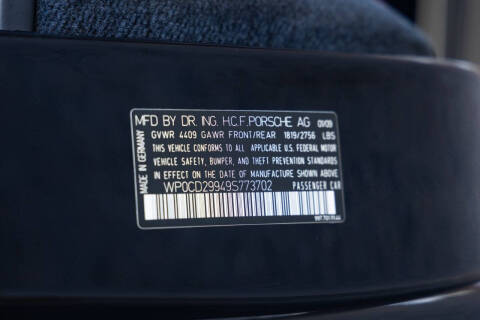 MFD BY DR. ING. H.C.F. PORSCHE AG 01/09
GVWR 4409 GAWR FRONT/REAR 1819/2756 LBS
THIS VEHICLE CONFORMS TO ALL APPLICABLE U.S. FEDERAL MOTOR
VEHICLE SAFETY, BUMPER, AND THEFT PREVENTION STANDARDS
IN EFFECT ON THE DATE OF MANUFACTURE SHOWN ABOVE
WP0CD29949S773702 PASSENGER CAR
MADE IN GERMANY